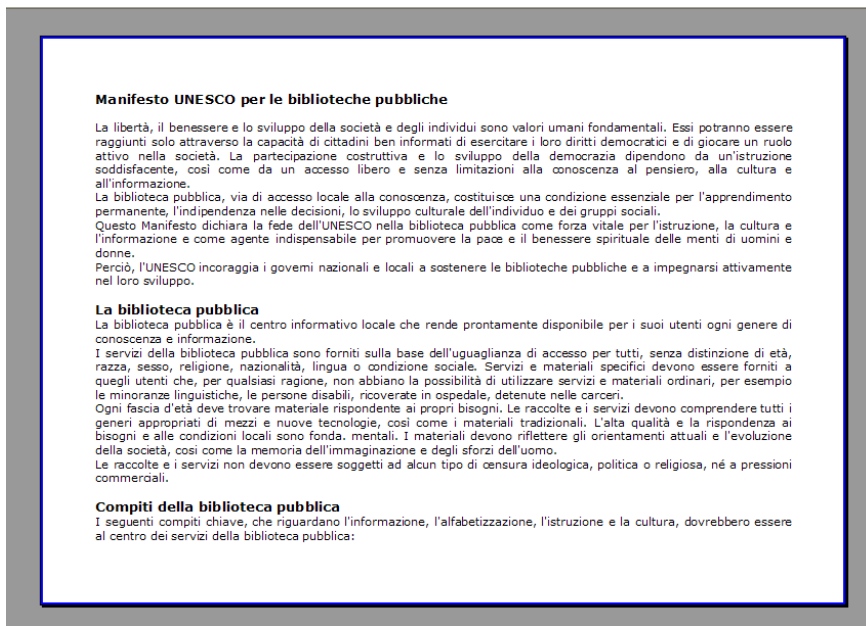 Manifesto UNESCO per le biblioteche pubbliche
La libertà, il benessere e lo sviluppo della società e degli individui sono valori umani fondamentali. Essi potranno essere
raggiunti solo attraverso la capacità di cittadini ben informati di esercitare i loro diritti democratici e di giocare un ruolo
attivo nella società. La partecipazione costruttiva e lo sviluppo della democrazia dipendono da un'istruzione
soddisfacente, così come da un accesso libero e senza limitazioni alla conoscenza al pensiero, alla cultura e
all'informazione.
La biblioteca pubblica, via di accesso locale alla conoscenza, costituisce una condizione essenziale per l'apprendimento
permanente, l'indipendenza nelle decisioni, lo sviluppo culturale dell'individuo e dei gruppi sociali.
Questo Manifesto dichiara la fede dell'UNESCO nella biblioteca pubblica come forza vitale per l'istruzione, la cultura e
l'informazione e come agente indispensabile per promuovere la pace e il benessere spirituale delle menti di uomini e
donne.
Perciò, l'UNESCO incoraggia i governi nazionali e locali a sostenere le biblioteche pubbliche e a impegnarsi attivamente
nel loro sviluppo.
La biblioteca pubblica
La biblioteca pubblica è il centro informativo locale che rende prontamente disponibile per i suoi utenti ogni genere di
conoscenza e informazione.
I servizi della biblioteca pubblica sono forniti sulla base dell'uguaglianza di accesso per tutti, senza distinzione di età,
razza, sesso, religione, nazionalità, lingua o condizione sociale. Servizi e materiali specifici devono essere forniti a
quegli utenti che, per qualsiasi ragione, non abbiano la possibilità di utilizzare servizi e materiali ordinari, per esempio
le minoranze linguistiche, le persone disabili, ricoverate in ospedale, detenute nelle carceri.
Ogni fascia d'età deve trovare materiale rispondente ai propri bisogni. Le raccolte e i servizi devono comprendere tutti i
generi appropriati di mezzi e nuove tecnologie, così come i materiali tradizionali. L'alta qualità e la rispondenza ai
bisogni e alle condizioni locali sono fonda. mentali. I materiali devono riflettere gli orientamenti attuali e l'evoluzione
della società, cosi come la memoria dell'immaginazione e degli sforzi dell'uomo.
Le raccolte e i servizi non devono essere soggetti ad alcun tipo di censura ideologica, politica o religiosa, né a pressioni
commerciali.
Compiti della biblioteca pubblica
I seguenti compiti chiave, che riguardano l'informazione, l'alfabetizzazione, l'istruzione e la cultura, dovrebbero essere
al centro dei servizi della biblioteca pubblica: